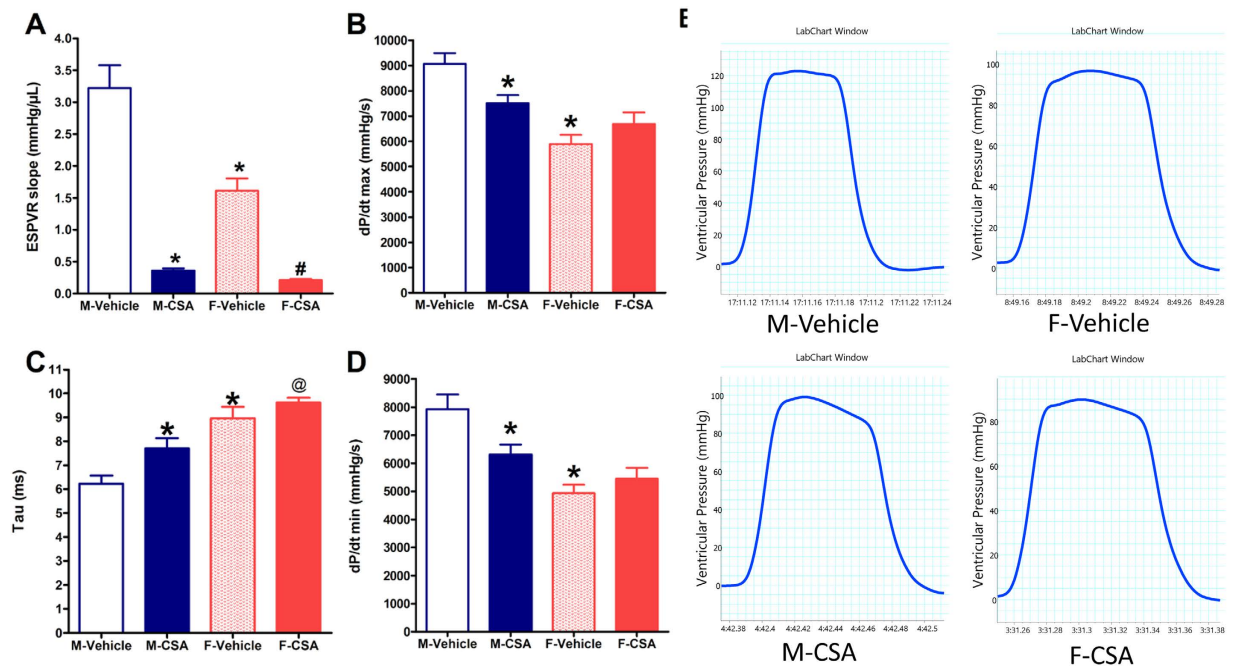 A
ESPVR slope (mmHg/µL)
4.0
3.5
3.0
2.5
2.0
1.5
1.0
0.5
0.0
*
*
#
M-Vehicle M-CSA F-Vehicle F-CSA
B
dP/dt max (mmHg/s)
10000
9000
8000
7000
6000
5000
4000
3000
2000
1000
0
*
*
M-Vehicle M-CSA F-Vehicle F-CSA
C
Tau (ms)
11
10
9
8
7
6
5
4
3
2
1
0
*
*
@
M-Vehicle M-CSA F-Vehicle F-CSA
D
dP/dt min (mmHg/s)
9000
8000
7000
6000
5000
4000
3000
2000
1000
0
*
*
M-Vehicle M-CSA F-Vehicle F-CSA
LabChart Window
Ventricular Pressure (mmHg)
120
100
80
60
40
20
0
17:11.12 17:11.14 17:11.16 17:11.18 17:11.2 17:11.22 17:11.24
M-Vehicle
LabChart Window
Ventricular Pressure (mmHg)
100
80
60
40
20
0
8:49.16 8:49.18 8:49.2 8:49.22 8:49.24 8:49.26 8:49.28
F-Vehicle
LabChart Window
Ventricular Pressure (mmHg)
100
80
60
40
20
0
4:42.38 4:42.4 4:42.42 4:42.44 4:42.46 4:42.48 4:42.5
M-CSA
LabChart Window
Ventricular Pressure (mmHg)
80
60
40
20
0
3:31.26 3:31.28 3:31.3 3:31.32 3:31.34 3:31.36 3:31.38
F-CSA